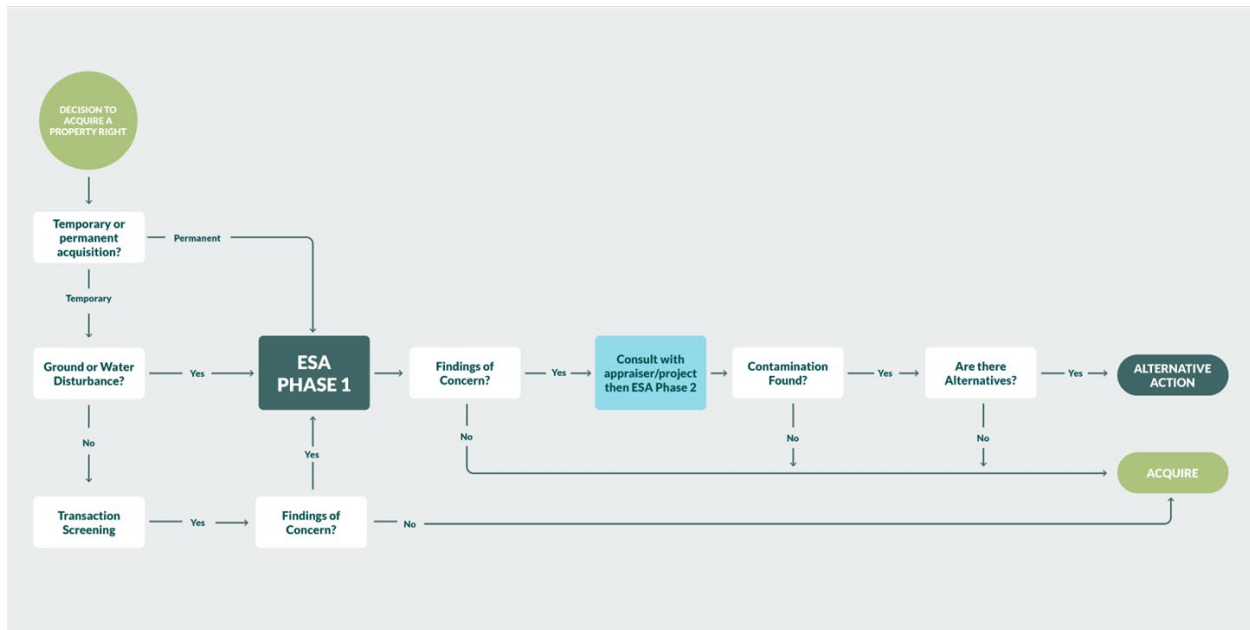 DECISION TO
ACQUIRE A
PROPERTY RIGHT
Temporary or
permanent
acquisition?
Permanent
Temporary
Ground or Water
Disturbance?
Yes
ESA
PHASE 1
Findings of
Concern?
Yes
Consult with
appraiser/project
then ESA Phase 2
Contamination
Found?
Yes
Are there
Alternatives?
Yes
ALTERNATIVE
ACTION
No
Yes
No
No
No
ACQUIRE
Transaction
Screening
Yes
Findings of
Concern?
No